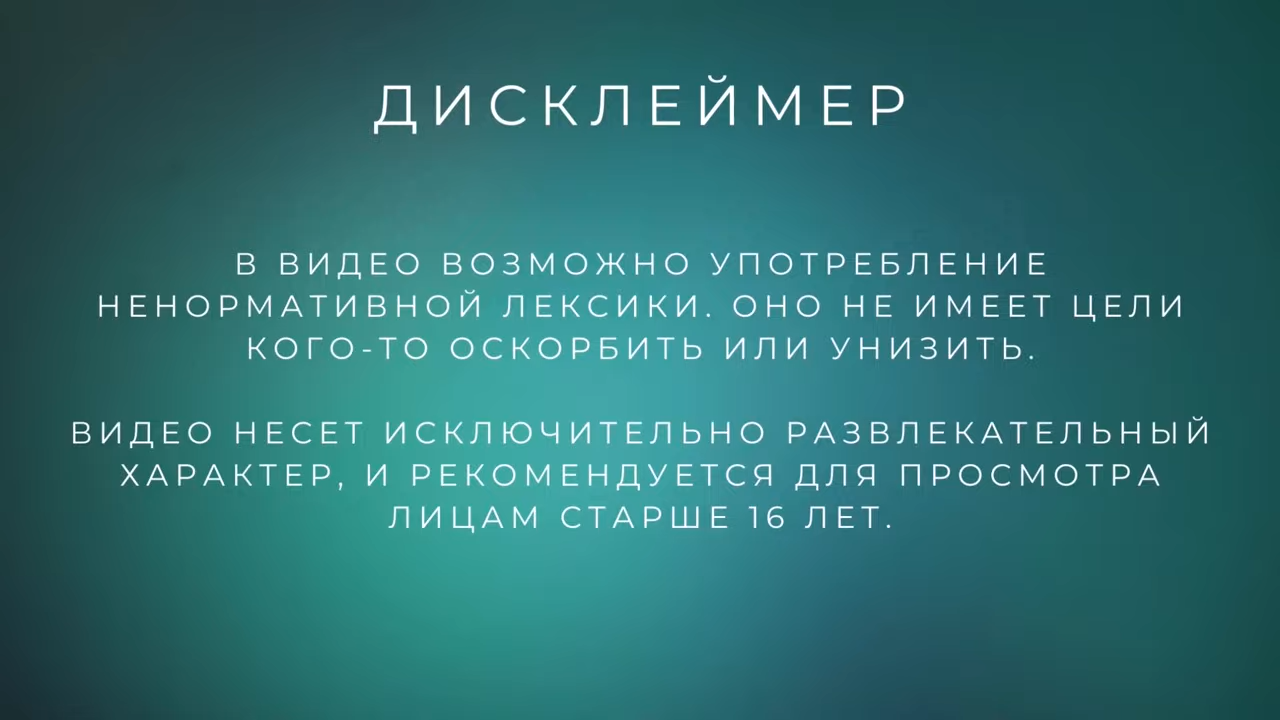 ДИСКЛЕЙМЕР
В ВИДЕО ВОЗМОЖНО УПОТРЕБЛЕНИЕ
НЕНОРМАТИВНОЙ ЛЕКСИКИ. ОНО НЕ ИМЕЕТ ЦЕЛИ
КОГО-ТО ОСКОРБИТЬ ИЛИ УНИЗИТЬ.
ВИДЕО НЕСЕТ ИСКЛЮЧИТЕЛЬНО РАЗВЛЕКАТЕЛЬНЫЙ
ХАРАКТЕР, И РЕКОМЕНДУЕТСЯ ДЛЯ ПРОСМОТРА
ЛИЦАМ СТАРШЕ 16 ЛЕТ.